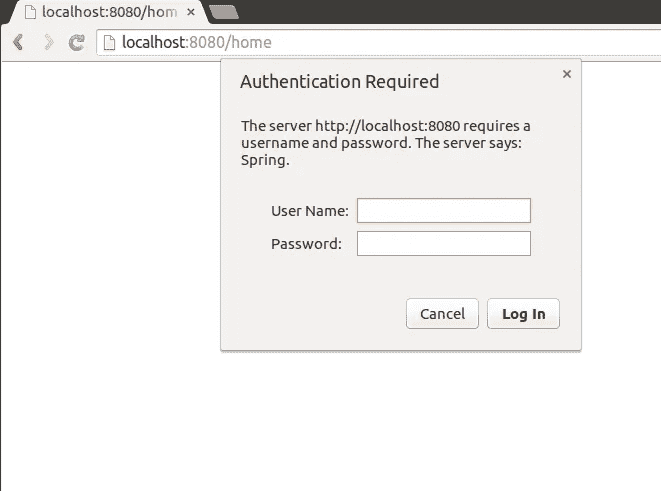 localhost:8080/hom
localhost:8080/home
Authentication Required
The server http://localhost:8080 requires a
username and password. The server says:
Spring.
User Name:
Password:
Cancel Log In